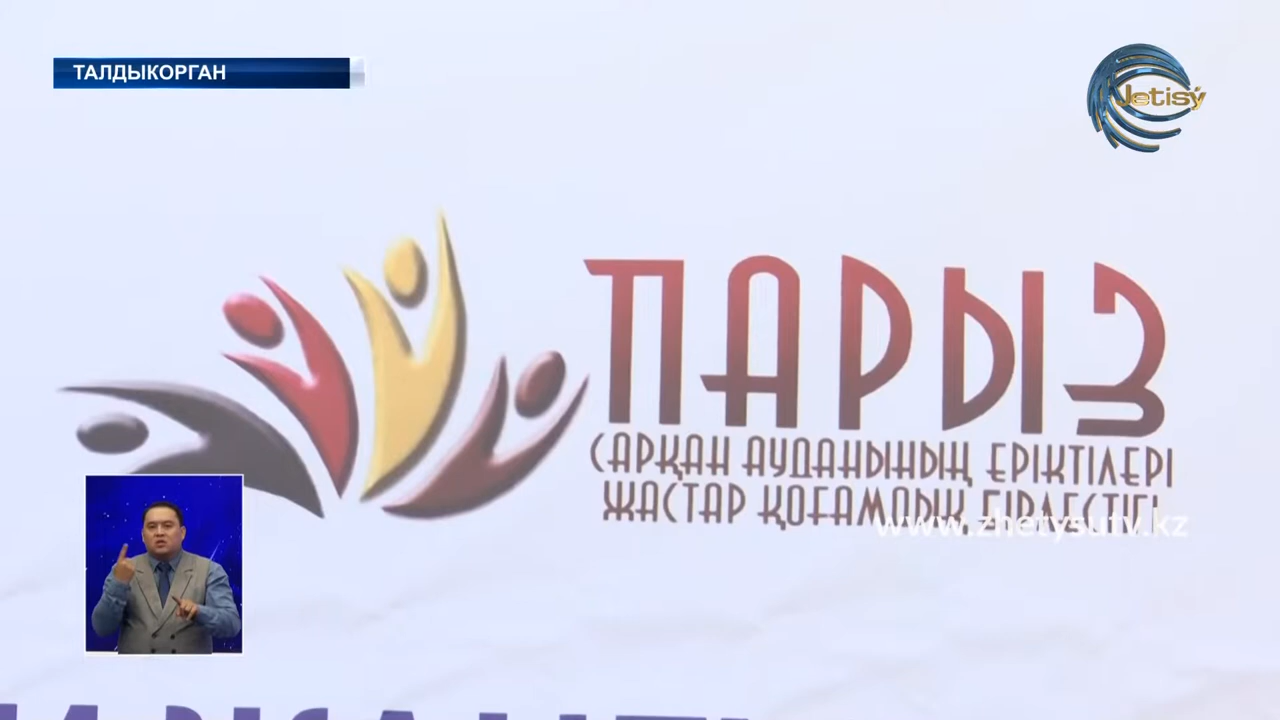 ТАЛДЫКОРГАН
Jetisý
ПАРЫЗ
САРҚАН АУДАНЫНЫҢ ЕРІКТІЛЕРІ
ЖАСТАР ҚОҒАМДЫҚ БІРЛЕСТІГІ
www.zhetysutv.kz